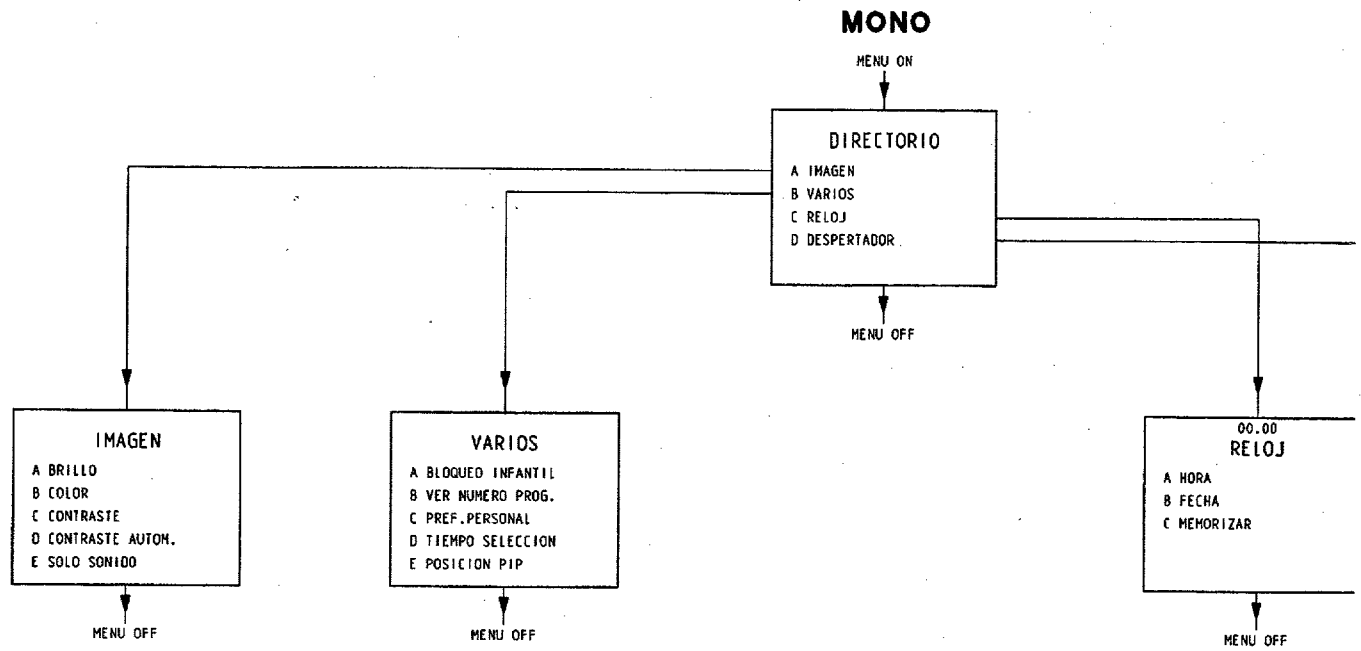 MONO
MENU ON
DIRECTORIO
A IMAGEN
B VARIOS
C RELOJ
D DESPERTADOR
MENU OFF
IMAGEN
A BRILLO
B COLOR
C CONTRASTE
D CONTRASTE AUTOM.
E SOLO SONIDO
MENU OFF
VARIOS
A BLOQUEO INFANTIL
B VER NUMERO PROG.
C PREF.PERSONAL
D TIEMPO SELECCION
E POSICION PIP
MENU OFF
00.00
RELOJ
A HORA
B FECHA
C MEMORIZAR
MENU OFF